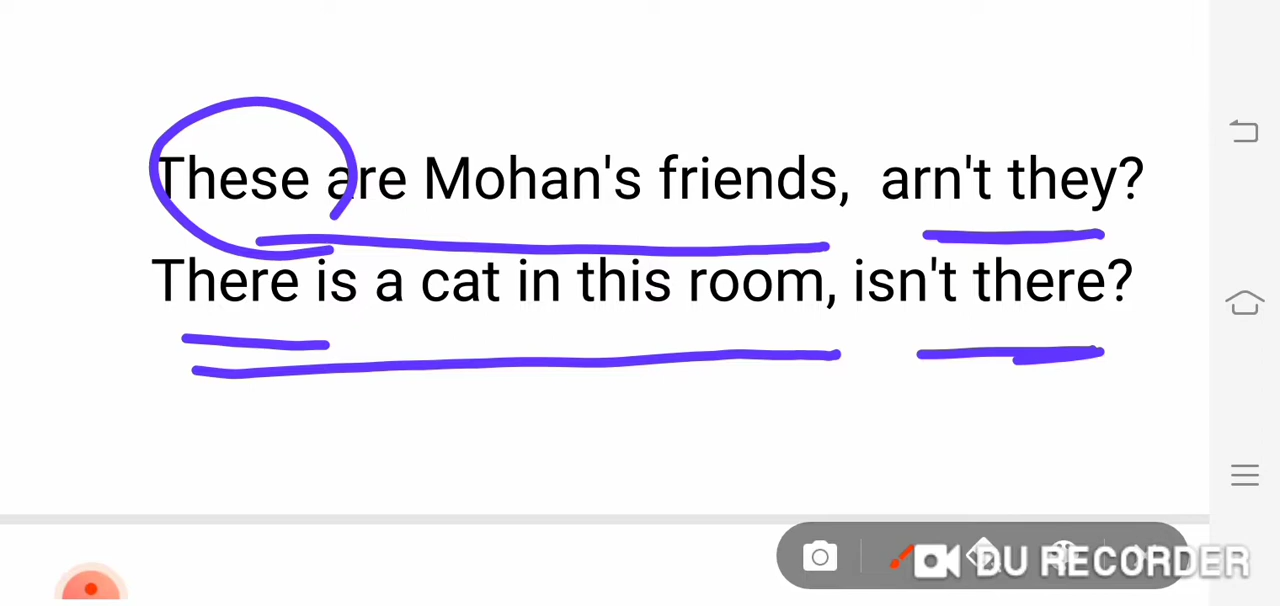 These are Mohan's friends, arn't they?
There is a cat in this room, isn't there?
DU RECORDER